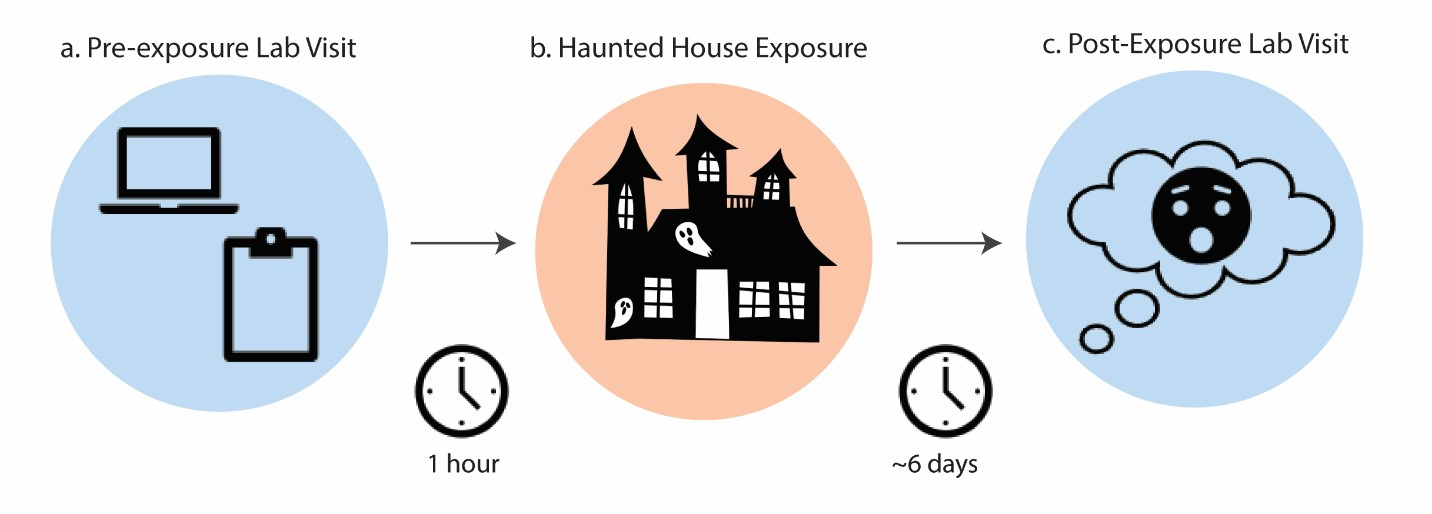 a. Pre-exposure Lab Visit
b. Haunted House Exposure
c. Post-Exposure Lab Visit
1 hour
~6 days